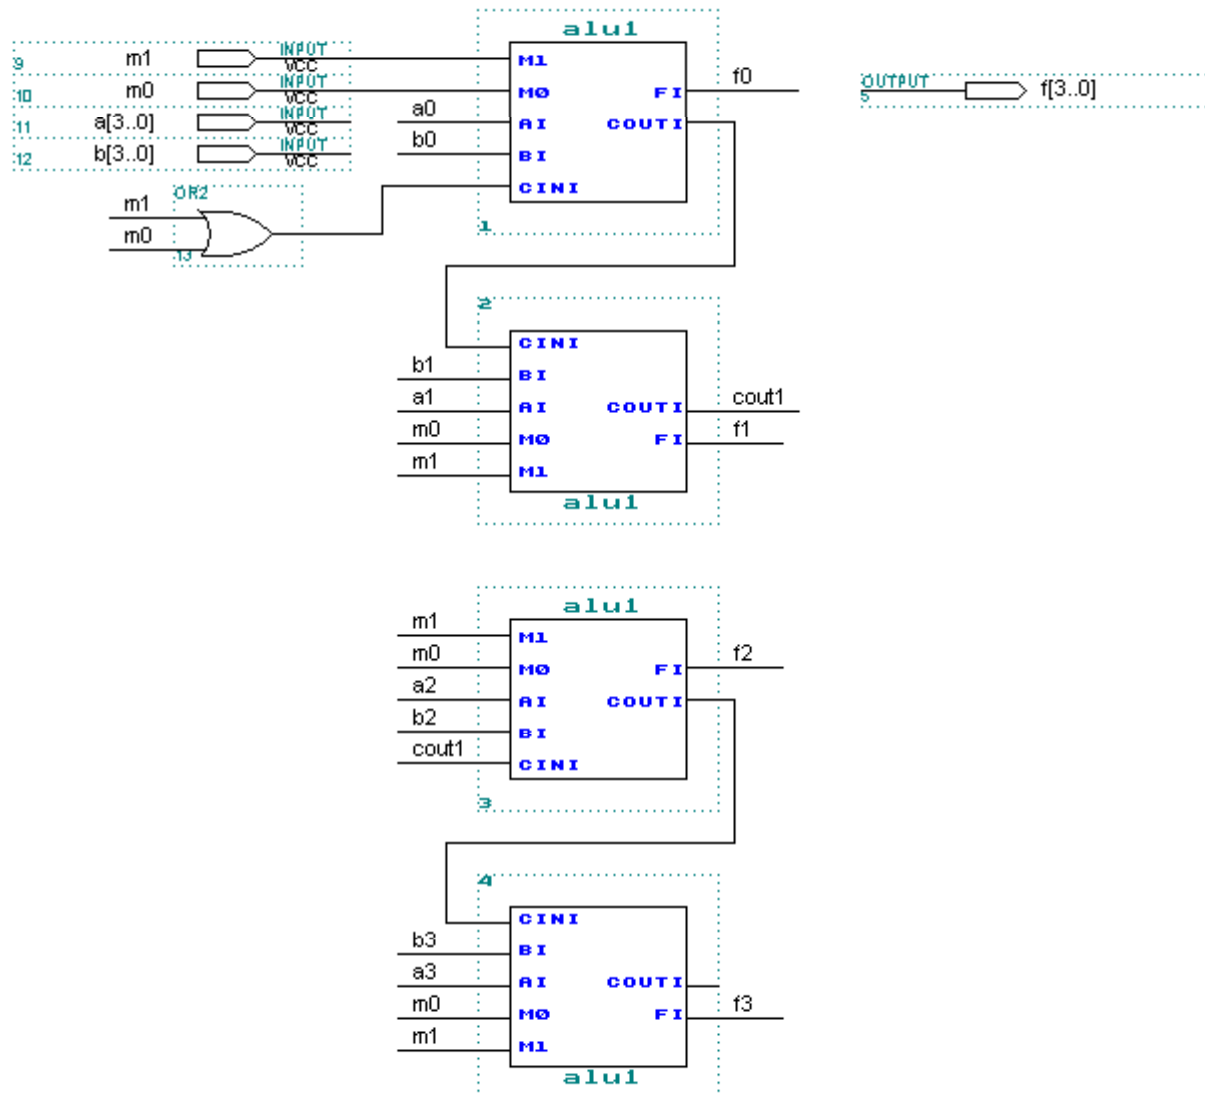 alu1
9 m1 INPUT VCC M1
f0
10 m0 INPUT VCC M0 FI
OUTPUT 5 f[3..0]
11 a[3..0] INPUT VCC a0 AI COUTI
12 b[3..0] INPUT VCC b0 BI
CINI
OR2
m1
m0
13
1
2
CINI
b1 BI
a1 AI COUTI cout1
m0 M0 FI f1
m1 M1
alu1
alu1
m1 M1
m0 M0 FI f2
a2 AI COUTI
b2 BI
cout1 CINI
3
4
CINI
b3 BI
a3 AI COUTI
m0 M0 FI f3
m1 M1
alu1